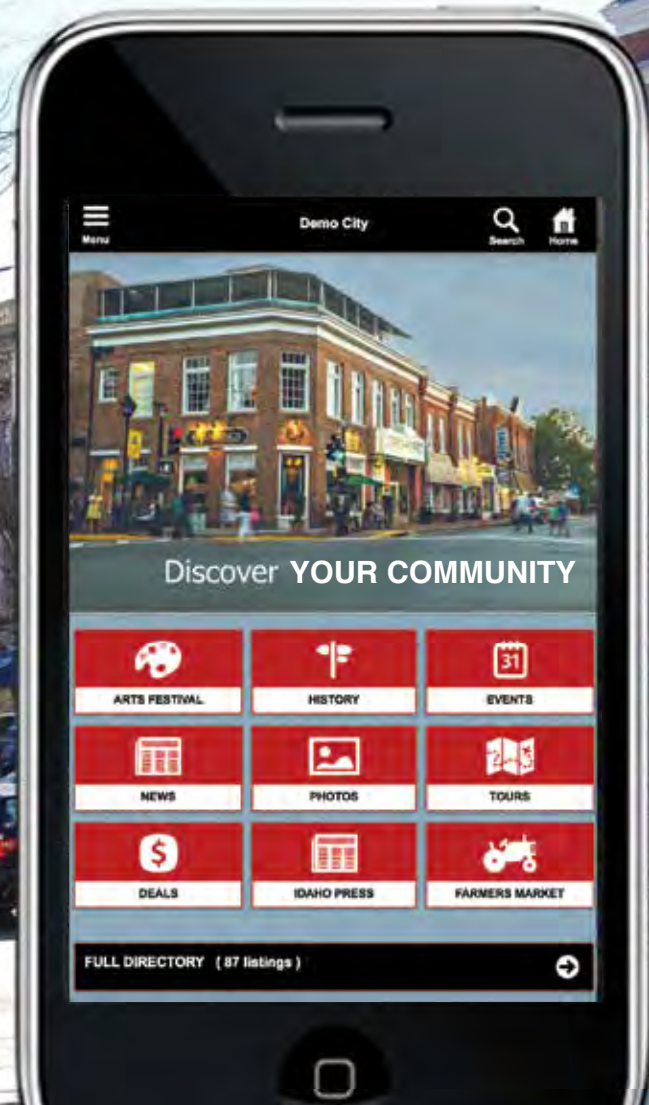 Menu
Demo City
Search
Home
Discover YOUR COMMUNITY
ARTS FESTIVAL
HISTORY
31
EVENTS
NEWS
PHOTOS
TOURS
$
DEALS
IDAHO PRESS
FARMERS MARKET
FULL DIRECTORY ( 87 listings )